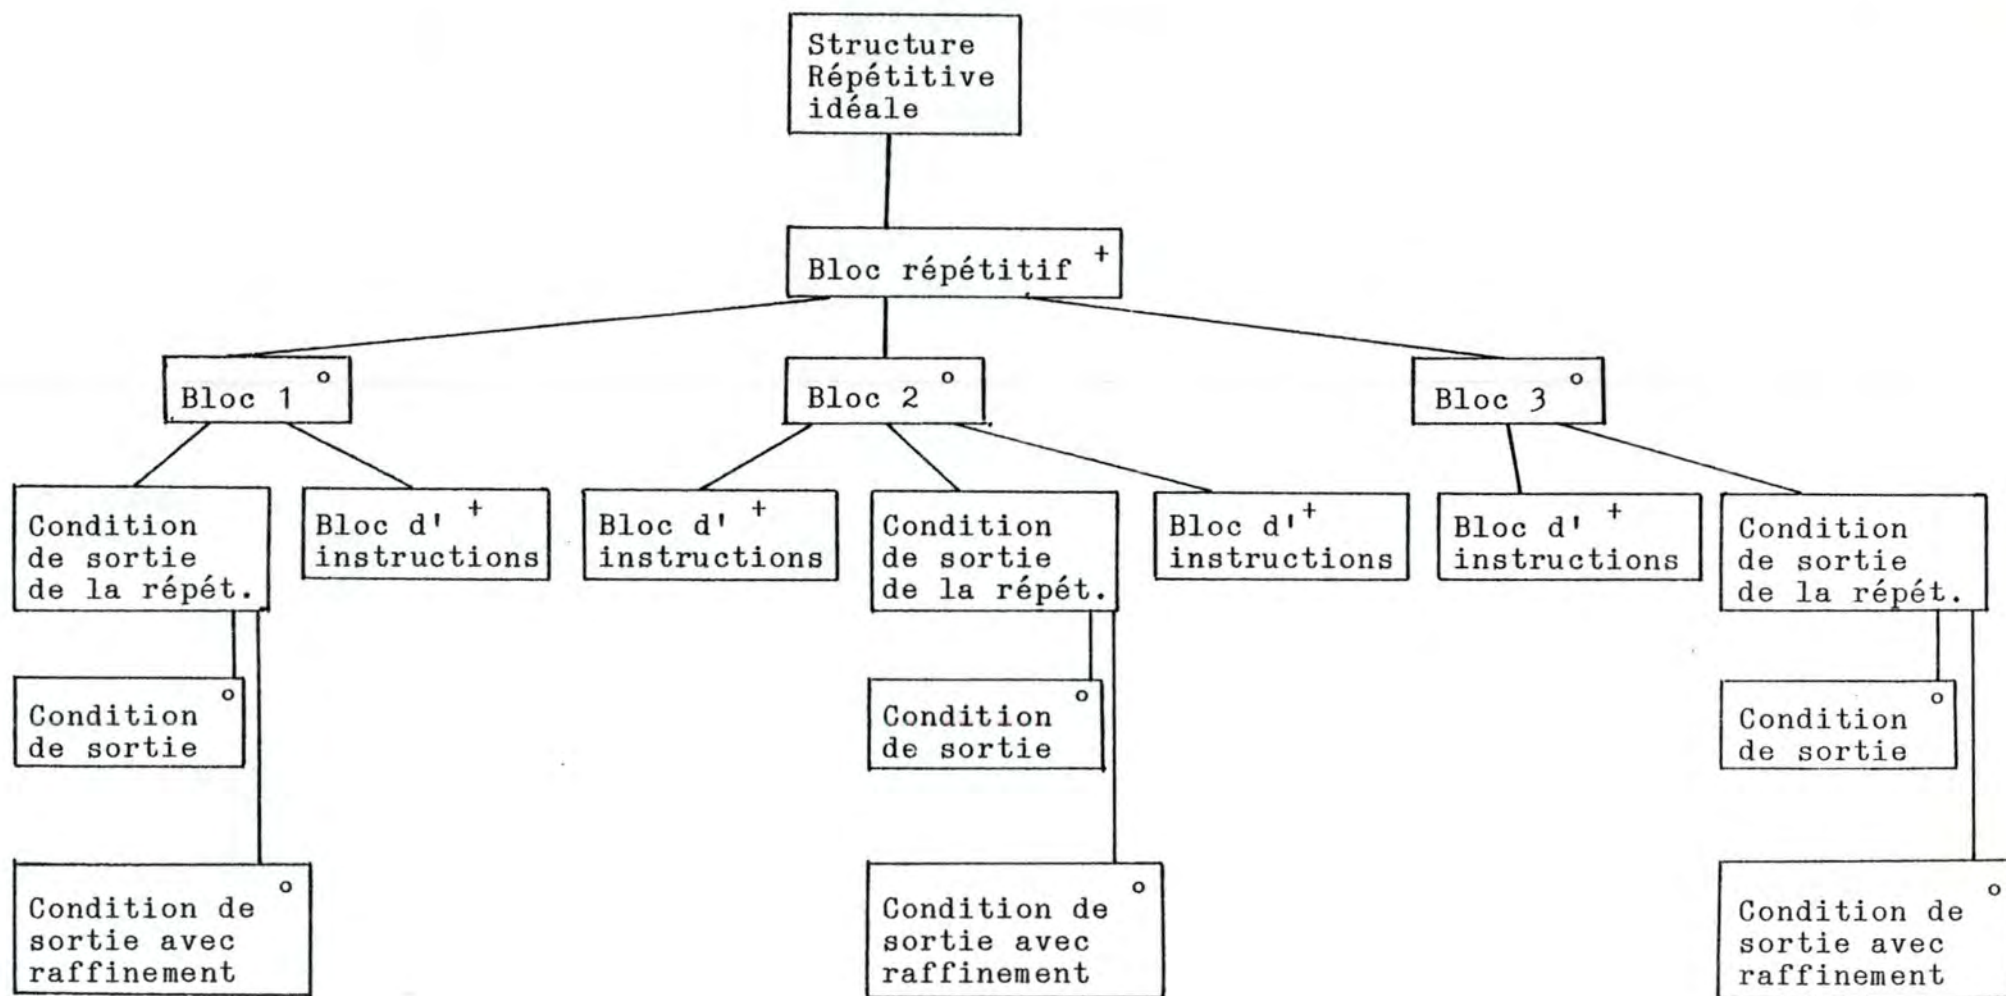 Structure
Répétitive
idéale
Bloc répétitif +
Bloc 1 o
Bloc 2 o
Bloc 3 o
Condition
de sortie
de la répét.
Bloc d' +
instructions
Bloc d' +
instructions
Condition
de sortie
de la répét.
Bloc d' +
instructions
Bloc d' +
instructions
Condition
de sortie
de la répét.
Condition o
de sortie
Condition o
de sortie
Condition o
de sortie
Condition de o
sortie avec
raffinement
Condition de o
sortie avec
raffinement
Condition de o
sortie avec
raffinement